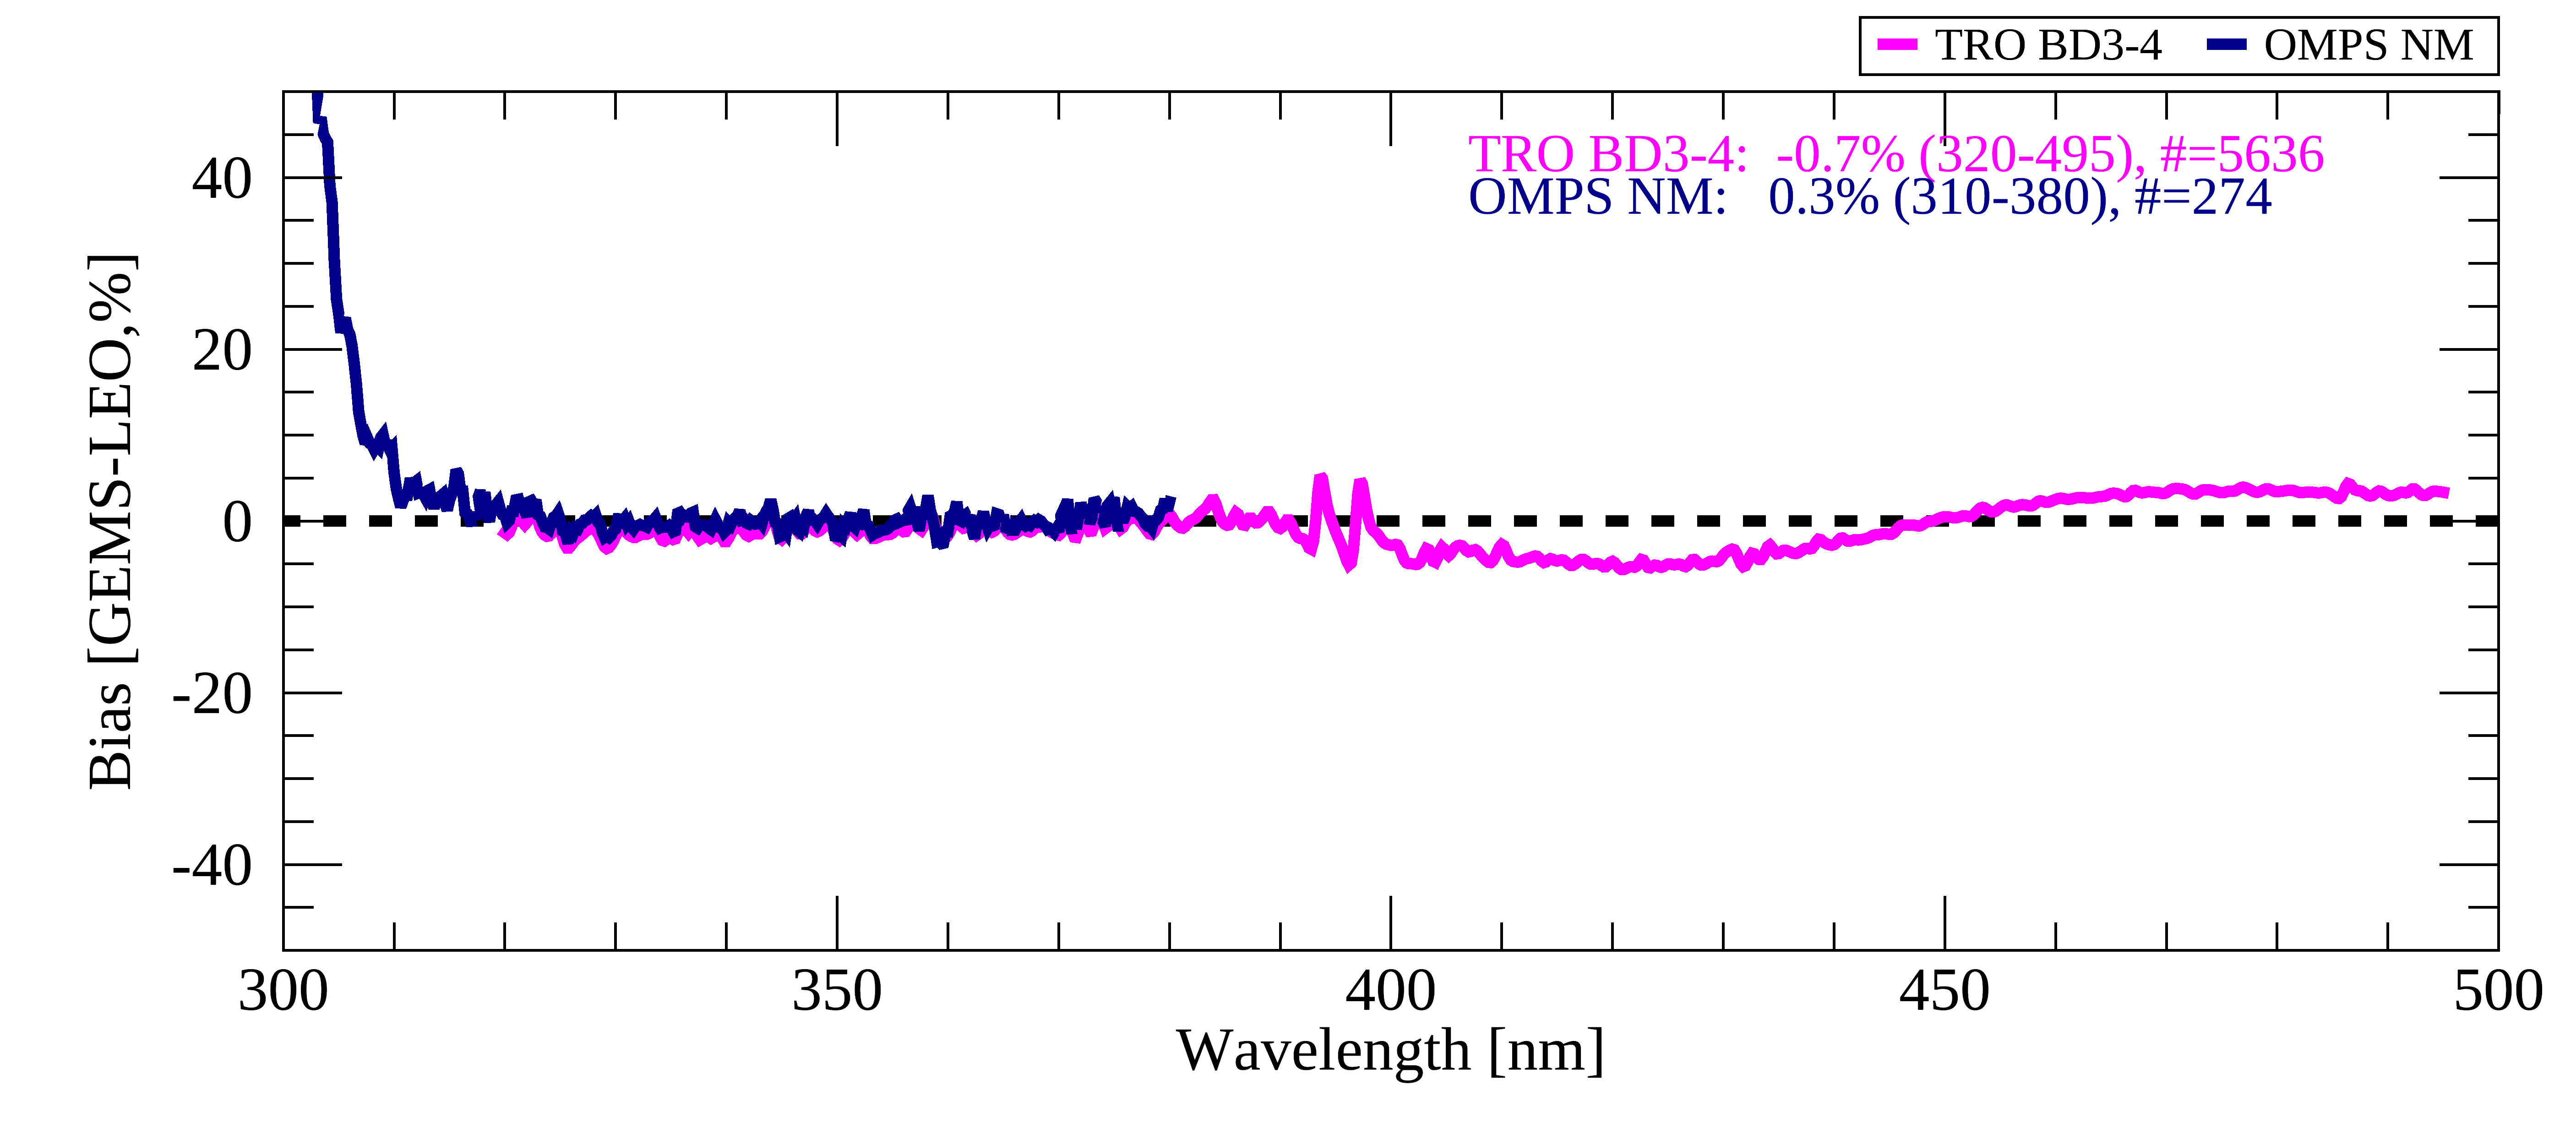 TRO BD3-4 OMPS NM
TRO BD3-4: -0.7% (320-495), #=5636
OMPS NM: 0.3% (310-380), #=274
Bias [GEMS-LEO,%]
40
20
0
-20
-40
300 350 400 450 500
Wavelength [nm]